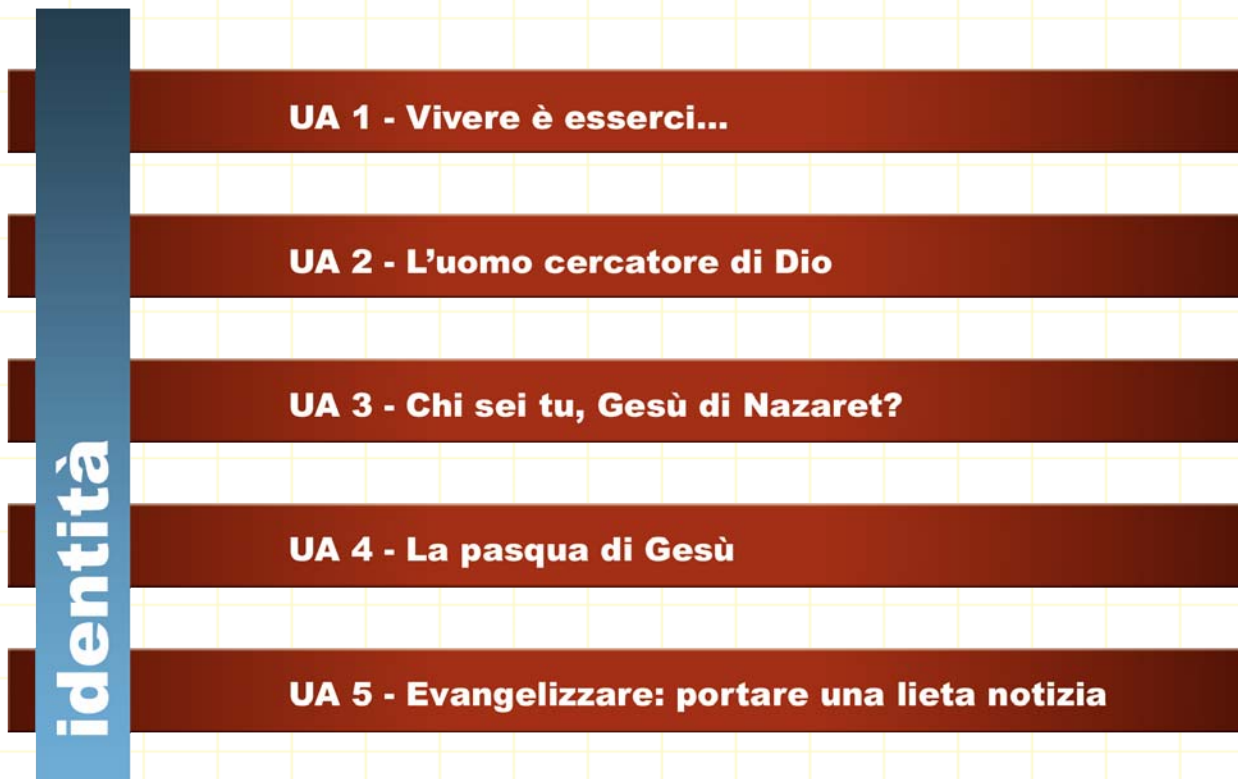 UA 1 - Vivere è esserci...
UA 2 - L’uomo cercatore di Dio
UA 3 - Chi sei tu, Gesù di Nazaret?
UA 4 - La pasqua di Gesù
UA 5 - Evangelizzare: portare una lieta notizia
identità